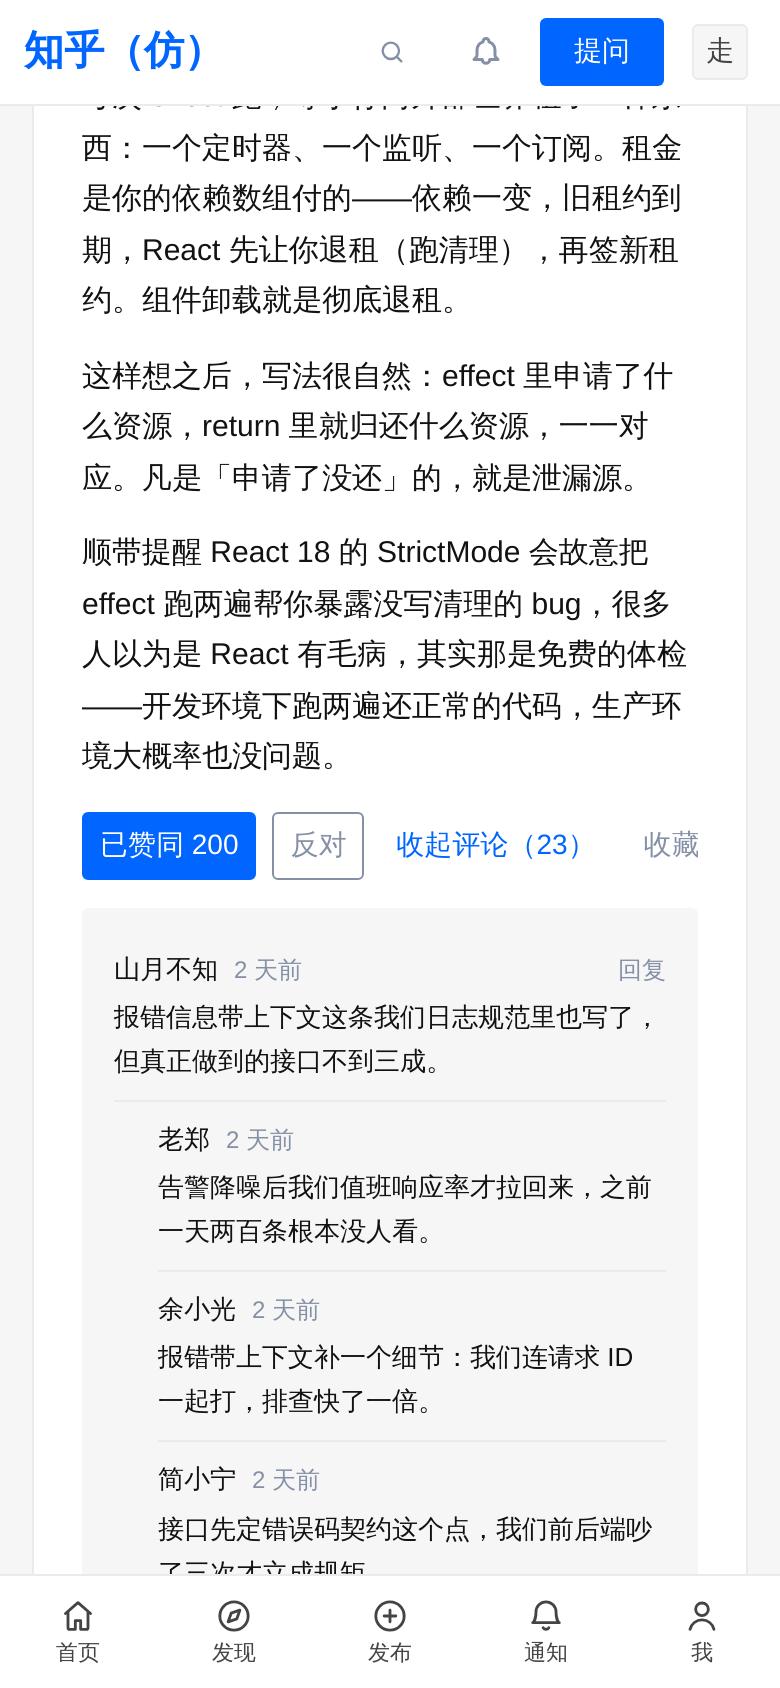 知乎（仿）
提问
走
西：一个定时器、一个监听、一个订阅。租金
是你的依赖数组付的——依赖一变，旧租约到
期，React 先让你退租（跑清理），再签新租
约。组件卸载就是彻底退租。
这样想之后，写法很自然：effect 里申请了什
么资源，return 里就归还什么资源，一一对
应。凡是「申请了没还」的，就是泄漏源。
顺带提醒 React 18 的 StrictMode 会故意把
effect 跑两遍帮你暴露没写清理的 bug，很多
人以为是 React 有毛病，其实那是免费的体检
——开发环境下跑两遍还正常的代码，生产环
境大概率也没问题。
已赞同 200
反对
收起评论（23）
收藏
山月不知 2 天前 回复
报错信息带上下文这条我们日志规范里也写了，
但真正做到的接口不到三成。
老郑 2 天前
告警降噪后我们值班响应率才拉回来，之前
一天两百条根本没人看。
余小光 2 天前
报错带上下文补一个细节：我们连请求 ID
一起打，排查快了一倍。
简小宁 2 天前
接口先定错误码契约这个点，我们前后端吵
了三次才立成规矩
首页
发现
发布
通知
我